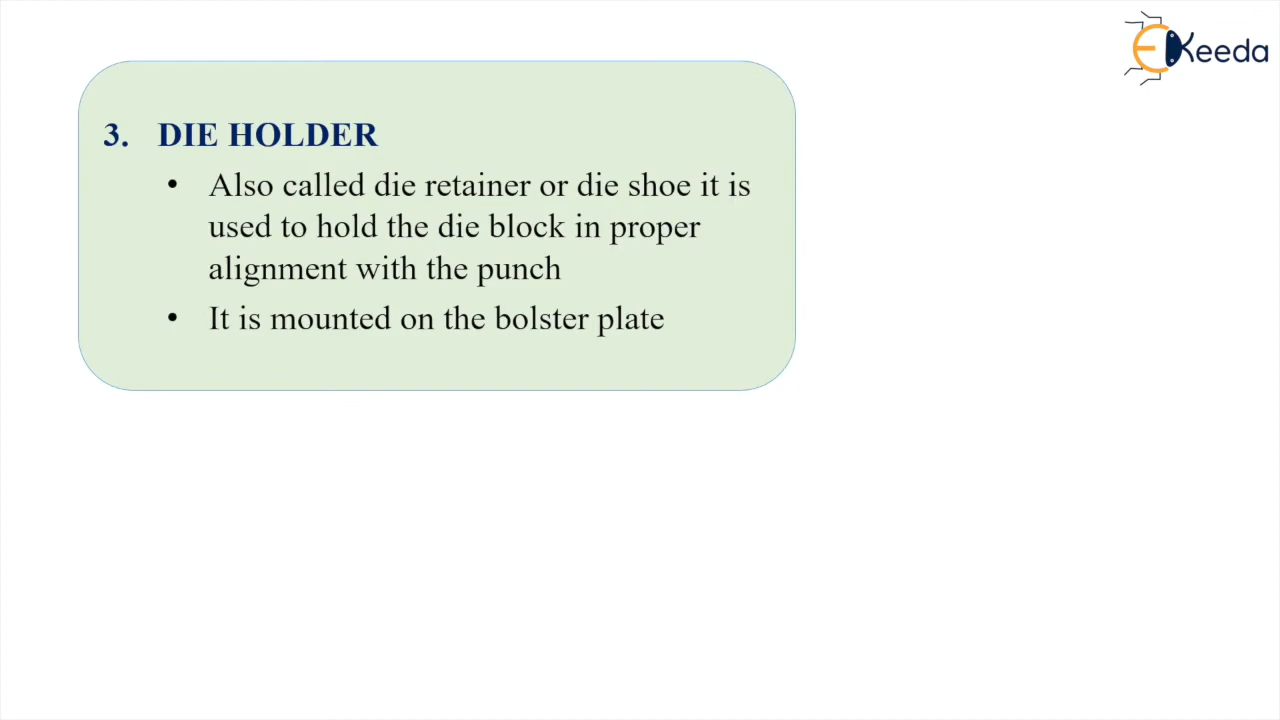 EKeeda
3. DIE HOLDER
• Also called die retainer or die shoe it is
used to hold the die block in proper
alignment with the punch
• It is mounted on the bolster plate